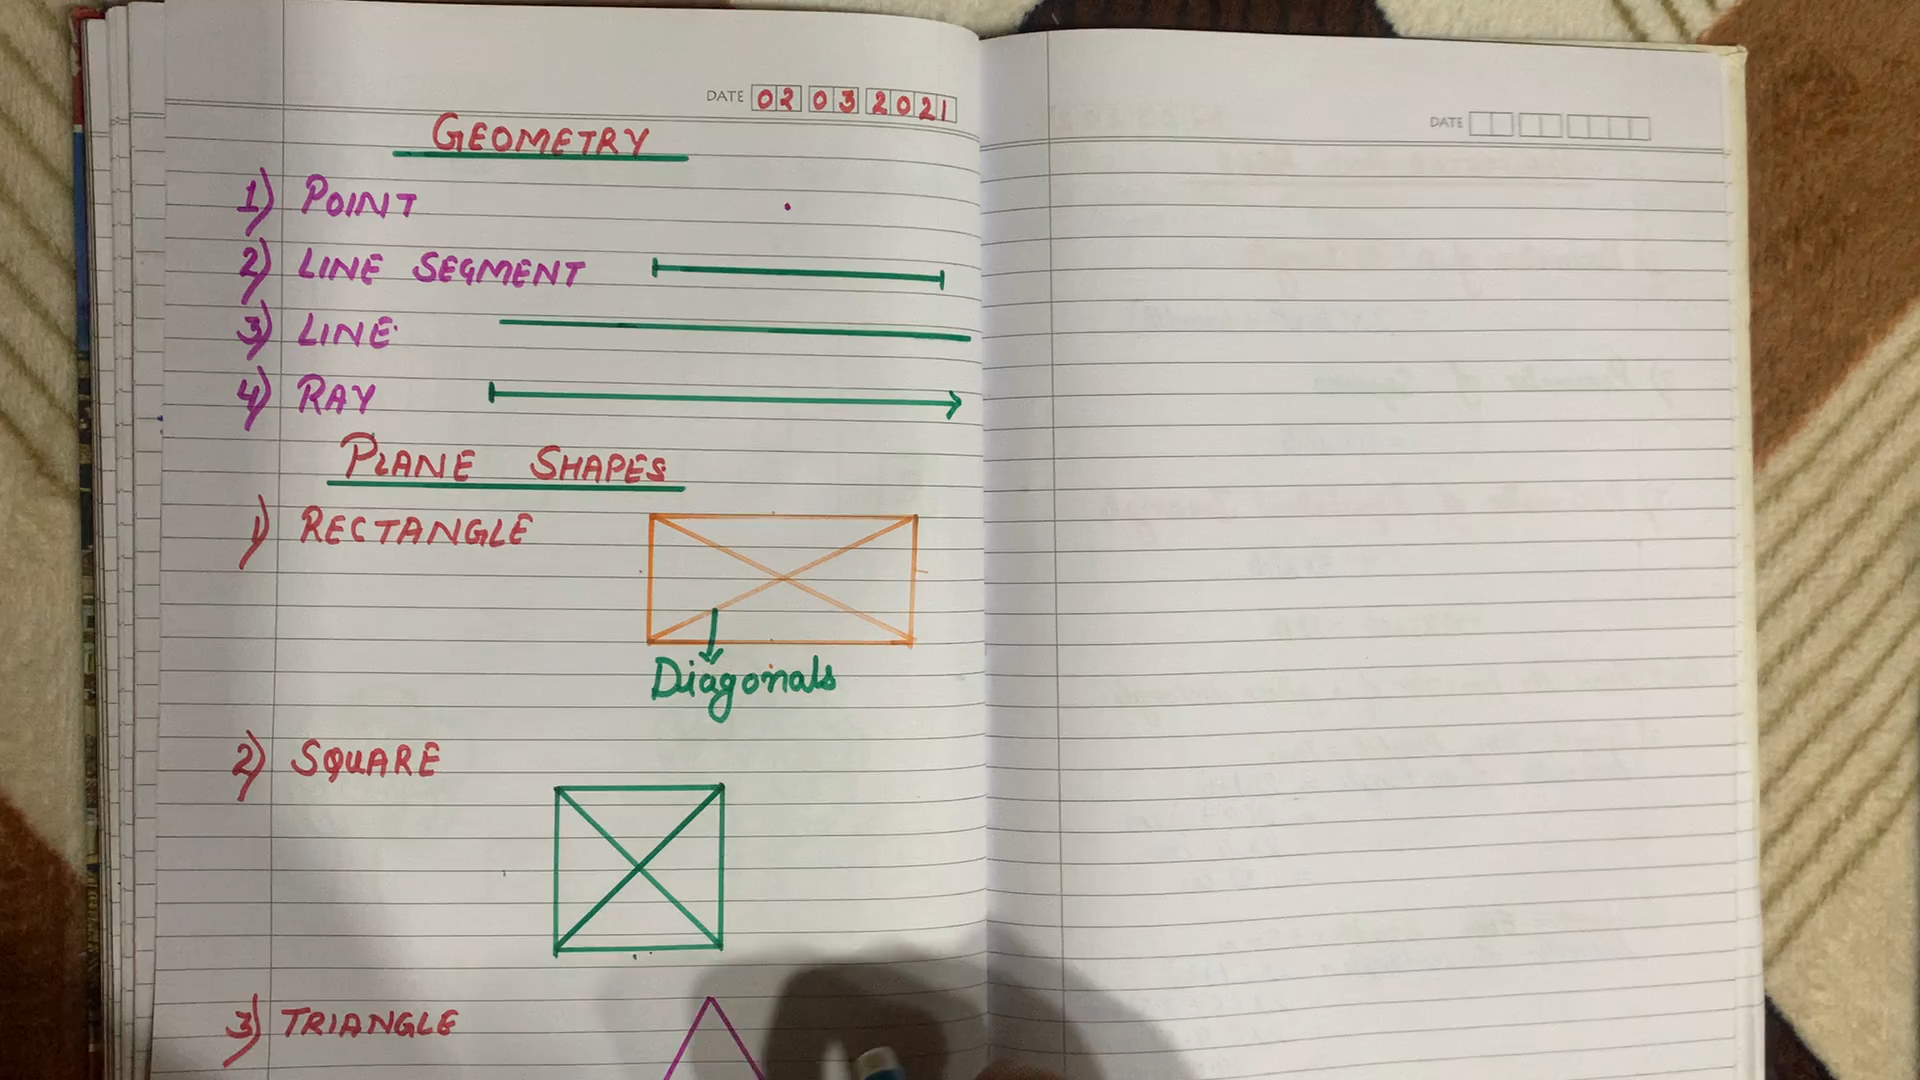 DATE 02 03 2021
GEOMETRY
1) POINT
2) LINE SEGMENT
3) LINE
4) RAY
PLANE SHAPES
1) RECTANGLE
Diagonals
2) SQUARE
3) TRIANGLE
DATE